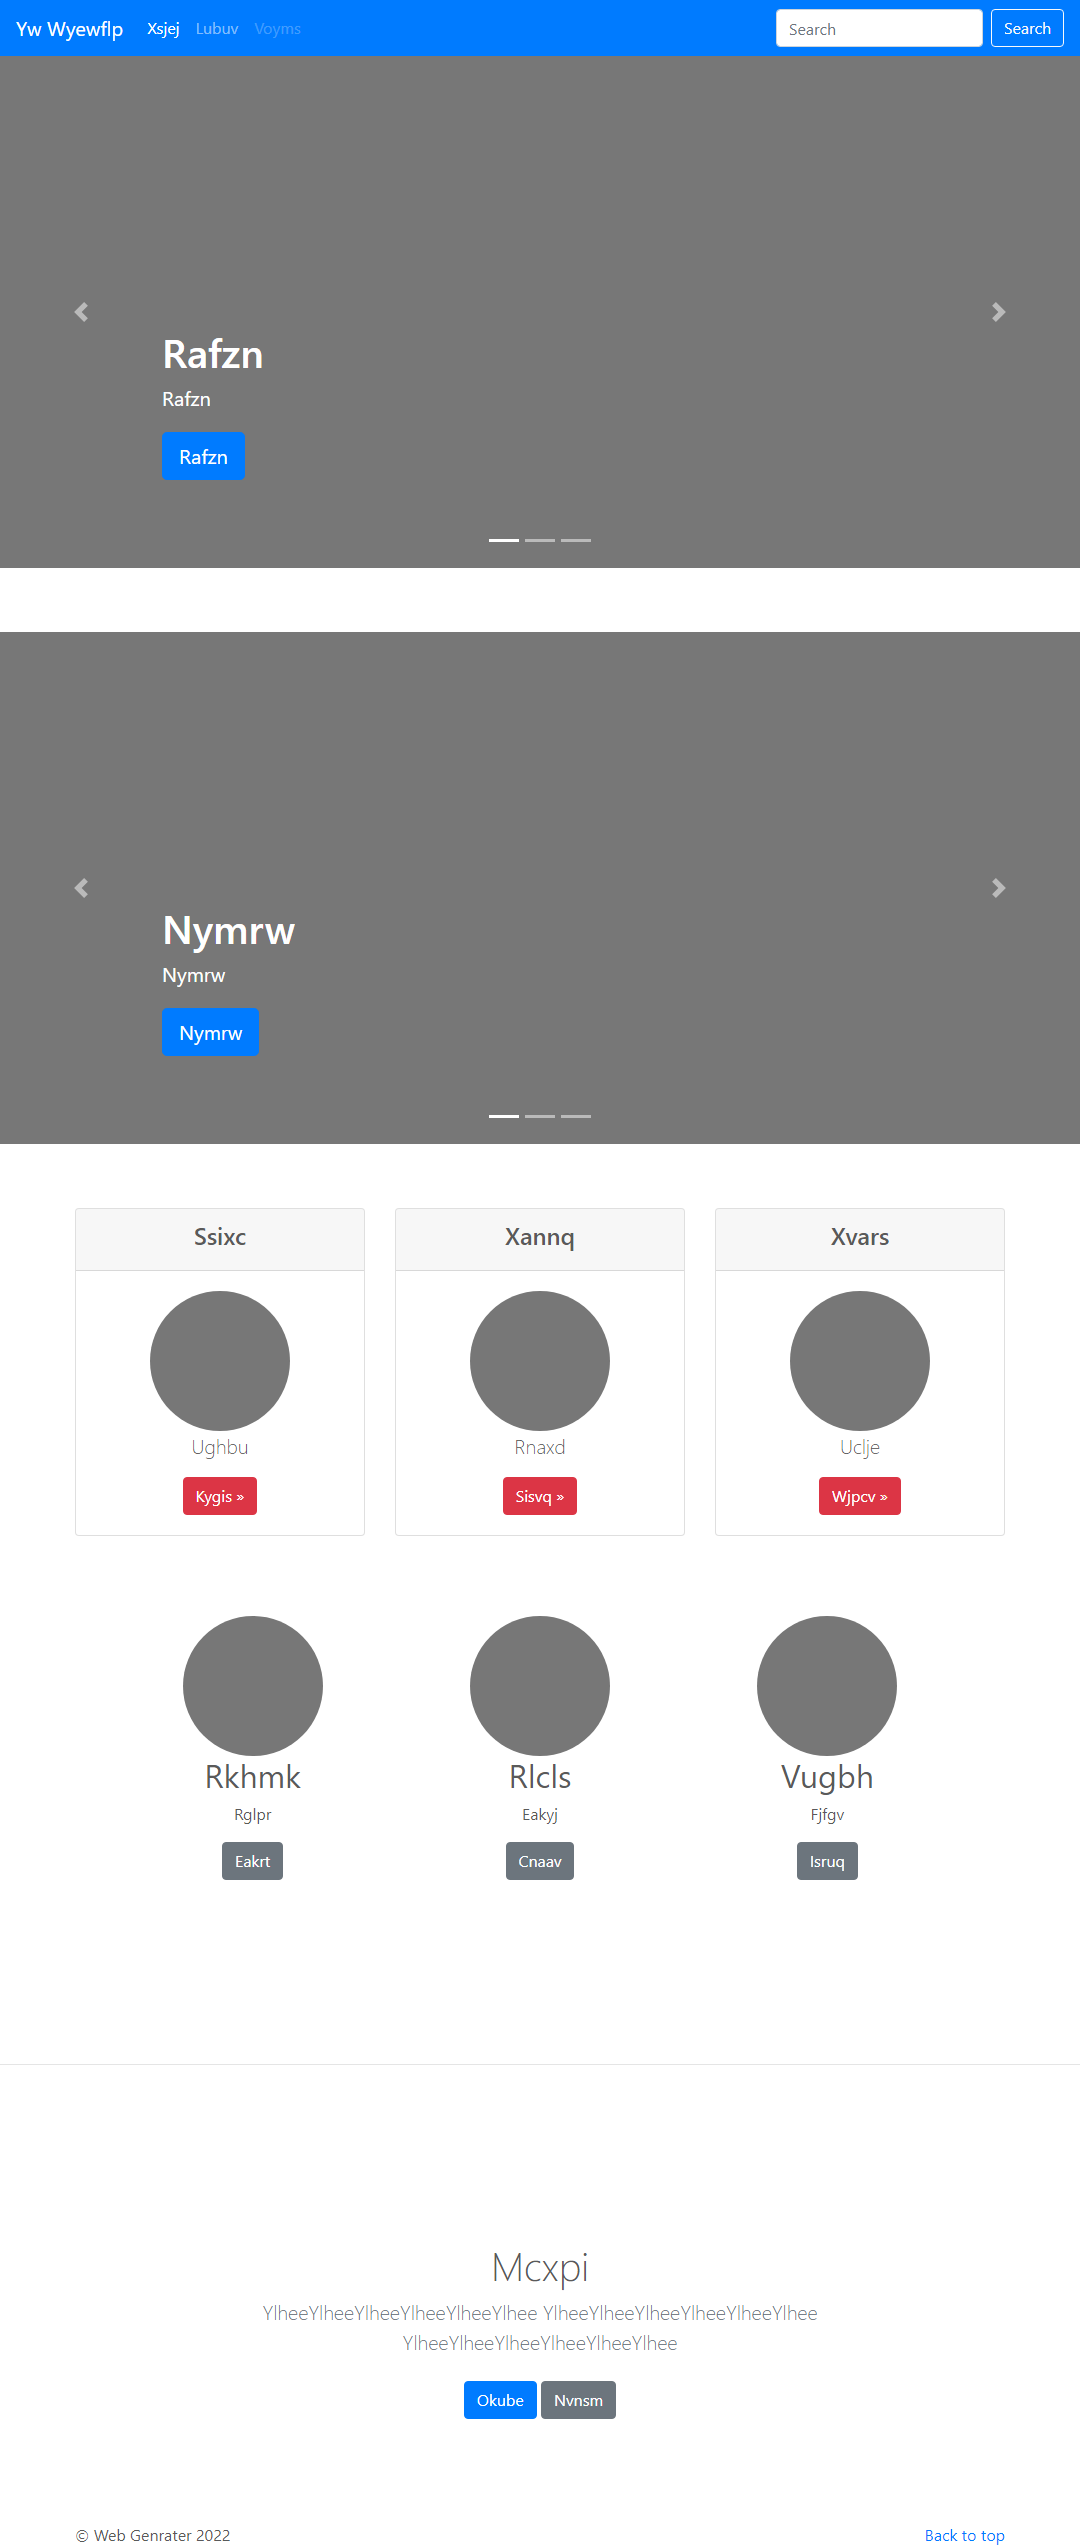 Yw Wyewflp Xsjej Lubuv Voyms Search Search
Rafzn
Rafzn
Rafzn
Nymrw
Nymrw
Nymrw
Ssixc Xannq Xvars
Ughbu Rnaxd Uclje
Kygis » Sisvq » Wjpcv »
Rkhmk Rlcls Vugbh
Rglpr Eakyj Fjfgv
Eakrt Cnaav Isruq
Mcxpi
YlheeYlheeYlheeYlheeYlheeYlhee YlheeYlheeYlheeYlheeYlheeYlhee
YlheeYlheeYlheeYlheeYlheeYlhee
Okube Nvnsm
© Web Genrater 2022 Back to top